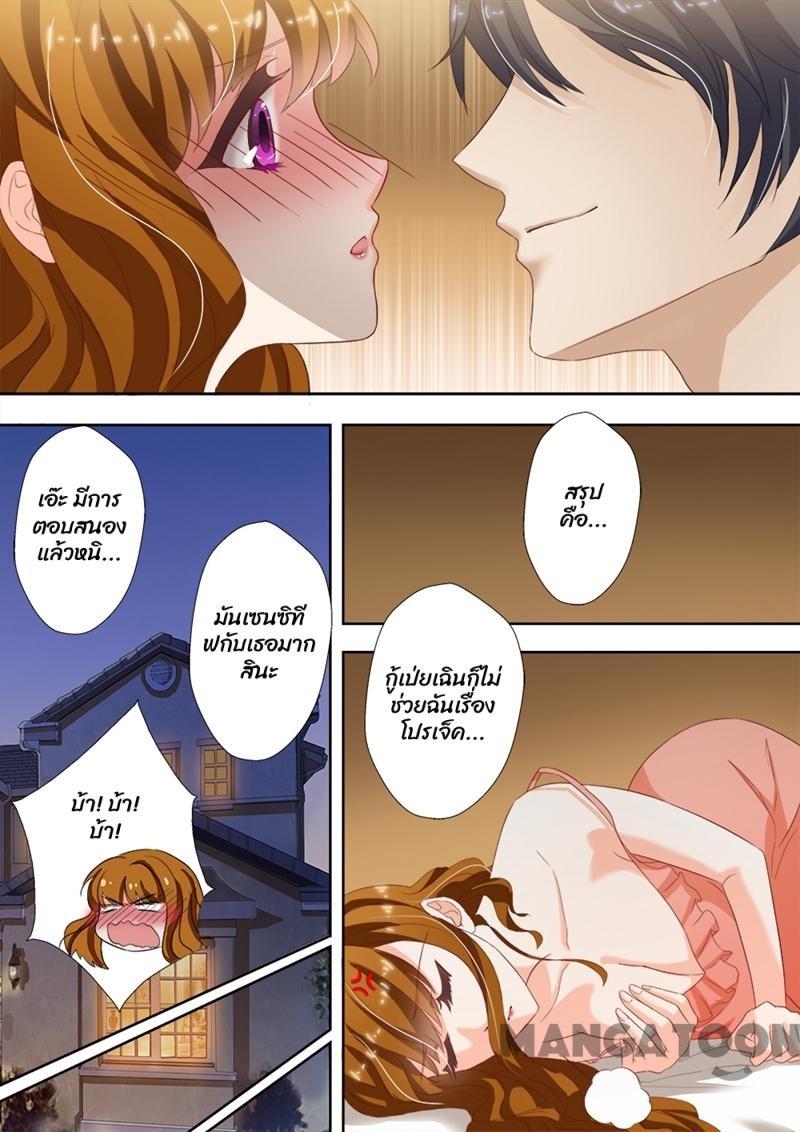 เอ๊ะ มีการ
ตอบสนอง
แล้วหนิ...
มันเซนซิที
ฟกับเธอมาก
สินะ
บ้า! บ้า!
บ้า!
สรุป
คือ...
กู้เป่ยเฉินก็ไม่
ช่วยฉันเรื่อง
โปรเจ็ค...
MANGATOON